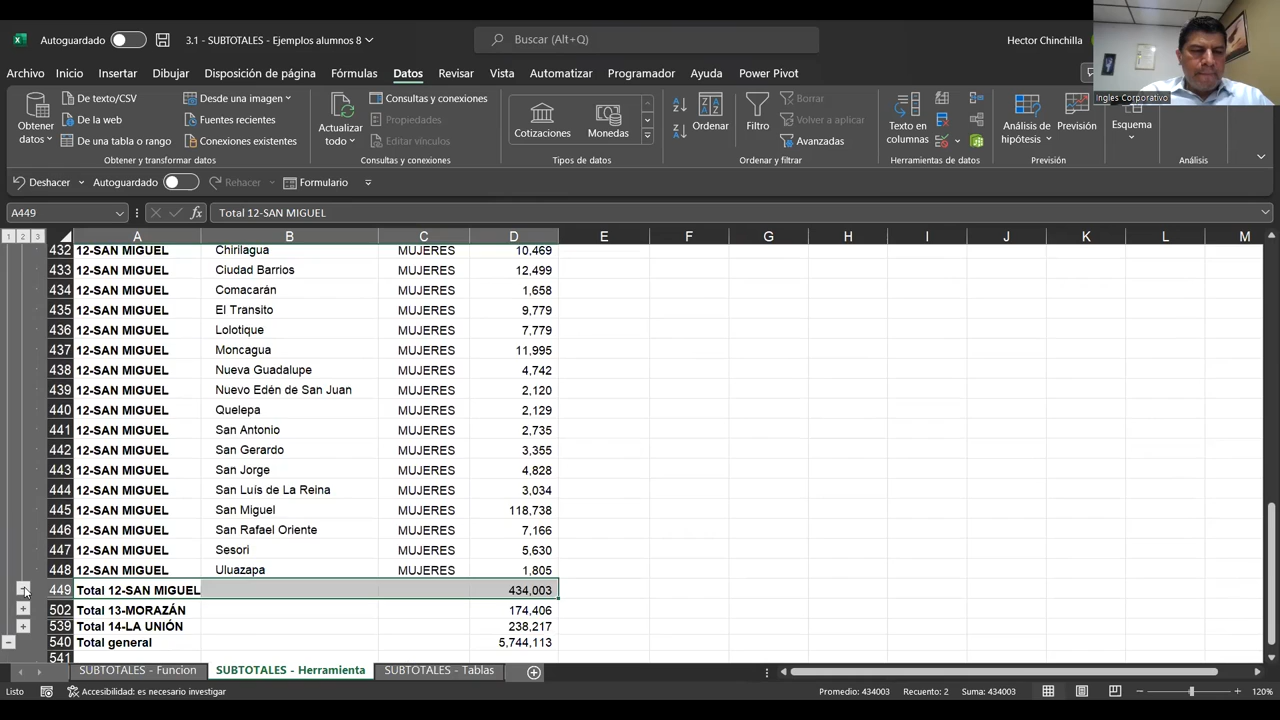 Autoguardado 3.1 - SUBTOTALES - Ejemplos alumnos 8 Buscar (Alt+Q) Hector Chinchilla
Archivo Inicio Insertar Dibujar Disposición de página Fórmulas Datos Revisar Vista Automatizar Programador Ayuda Power Pivot
Ingles Corporativo
Obtener datos De texto/CSV Desde una imagen Actualizar todo Consultas y conexiones Cotizaciones Monedas Ordenar Filtro Borrar Texto en columnas Análisis de hipótesis Previsión Esquema
De la web Fuentes recientes Propiedades Volver a aplicar
De una tabla o rango Conexiones existentes Editar vínculos Avanzadas
Obtener y transformar datos Consultas y conexiones Tipos de datos Ordenar y filtrar Herramientas de datos Previsión Análisis
Deshacer Autoguardado Rehacer Formulario
A449 fx Total 12-SAN MIGUEL
1 2 3 A B C D E F G H I J K L M
432 12-SAN MIGUEL Chirilagua MUJERES 10,469
433 12-SAN MIGUEL Ciudad Barrios MUJERES 12,499
434 12-SAN MIGUEL Comacarán MUJERES 1,658
435 12-SAN MIGUEL El Transito MUJERES 9,779
436 12-SAN MIGUEL Lolotique MUJERES 7,779
437 12-SAN MIGUEL Moncagua MUJERES 11,995
438 12-SAN MIGUEL Nueva Guadalupe MUJERES 4,742
439 12-SAN MIGUEL Nuevo Edén de San Juan MUJERES 2,120
440 12-SAN MIGUEL Quelepa MUJERES 2,129
441 12-SAN MIGUEL San Antonio MUJERES 2,735
442 12-SAN MIGUEL San Gerardo MUJERES 3,355
443 12-SAN MIGUEL San Jorge MUJERES 4,828
444 12-SAN MIGUEL San Luís de La Reina MUJERES 3,034
445 12-SAN MIGUEL San Miguel MUJERES 118,738
446 12-SAN MIGUEL San Rafael Oriente MUJERES 7,166
447 12-SAN MIGUEL Sesori MUJERES 5,630
448 12-SAN MIGUEL Uluazapa MUJERES 1,805
449 Total 12-SAN MIGUEL 434,003
502 Total 13-MORAZÁN 174,406
539 Total 14-LA UNIÓN 238,217
540 Total general 5,744,113
541
SUBTOTALES - Funcion SUBTOTALES - Herramienta SUBTOTALES - Tablas
Listo Accesibilidad: es necesario investigar Promedio: 434003 Recuento: 2 Suma: 434003 120%